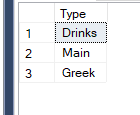 Type
1 Drinks
2 Main
3 Greek